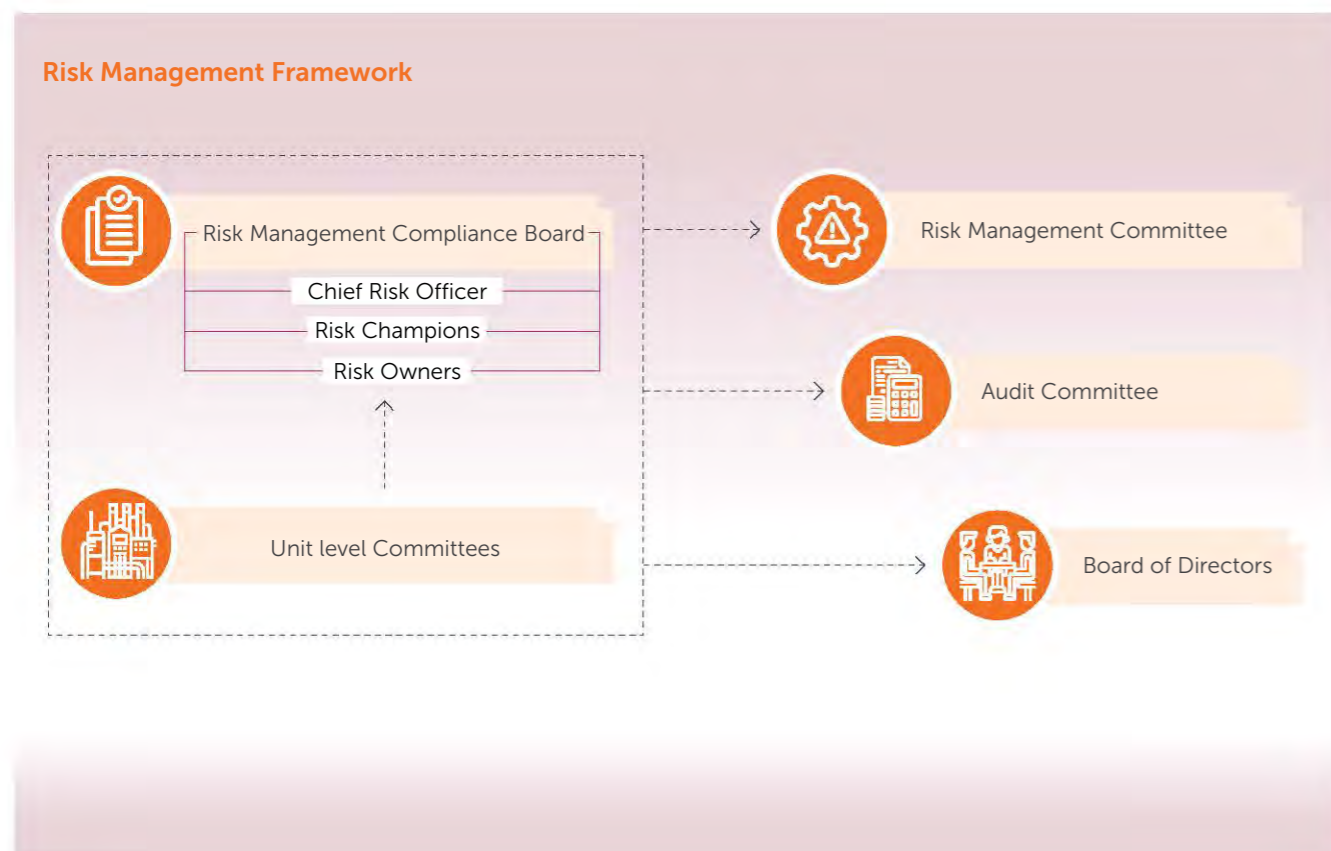 Risk Management Framework
Risk Management Compliance Board
Chief Risk Officer
Risk Champions
Risk Owners
Unit level Committees
Risk Management Committee
Audit Committee
Board of Directors